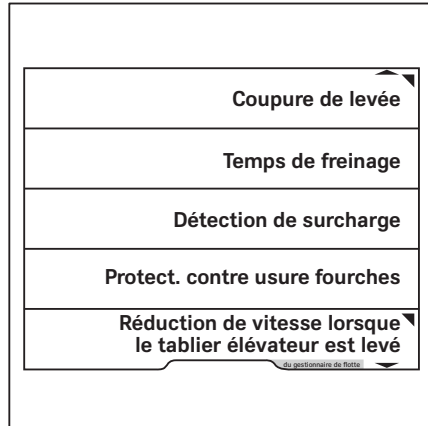 Coupure de levée
Temps de freinage
Détection de surcharge
Protect. contre usure fourches
Réduction de vitesse lorsque
le tablier élévateur est levé
du gestionnaire de flotte